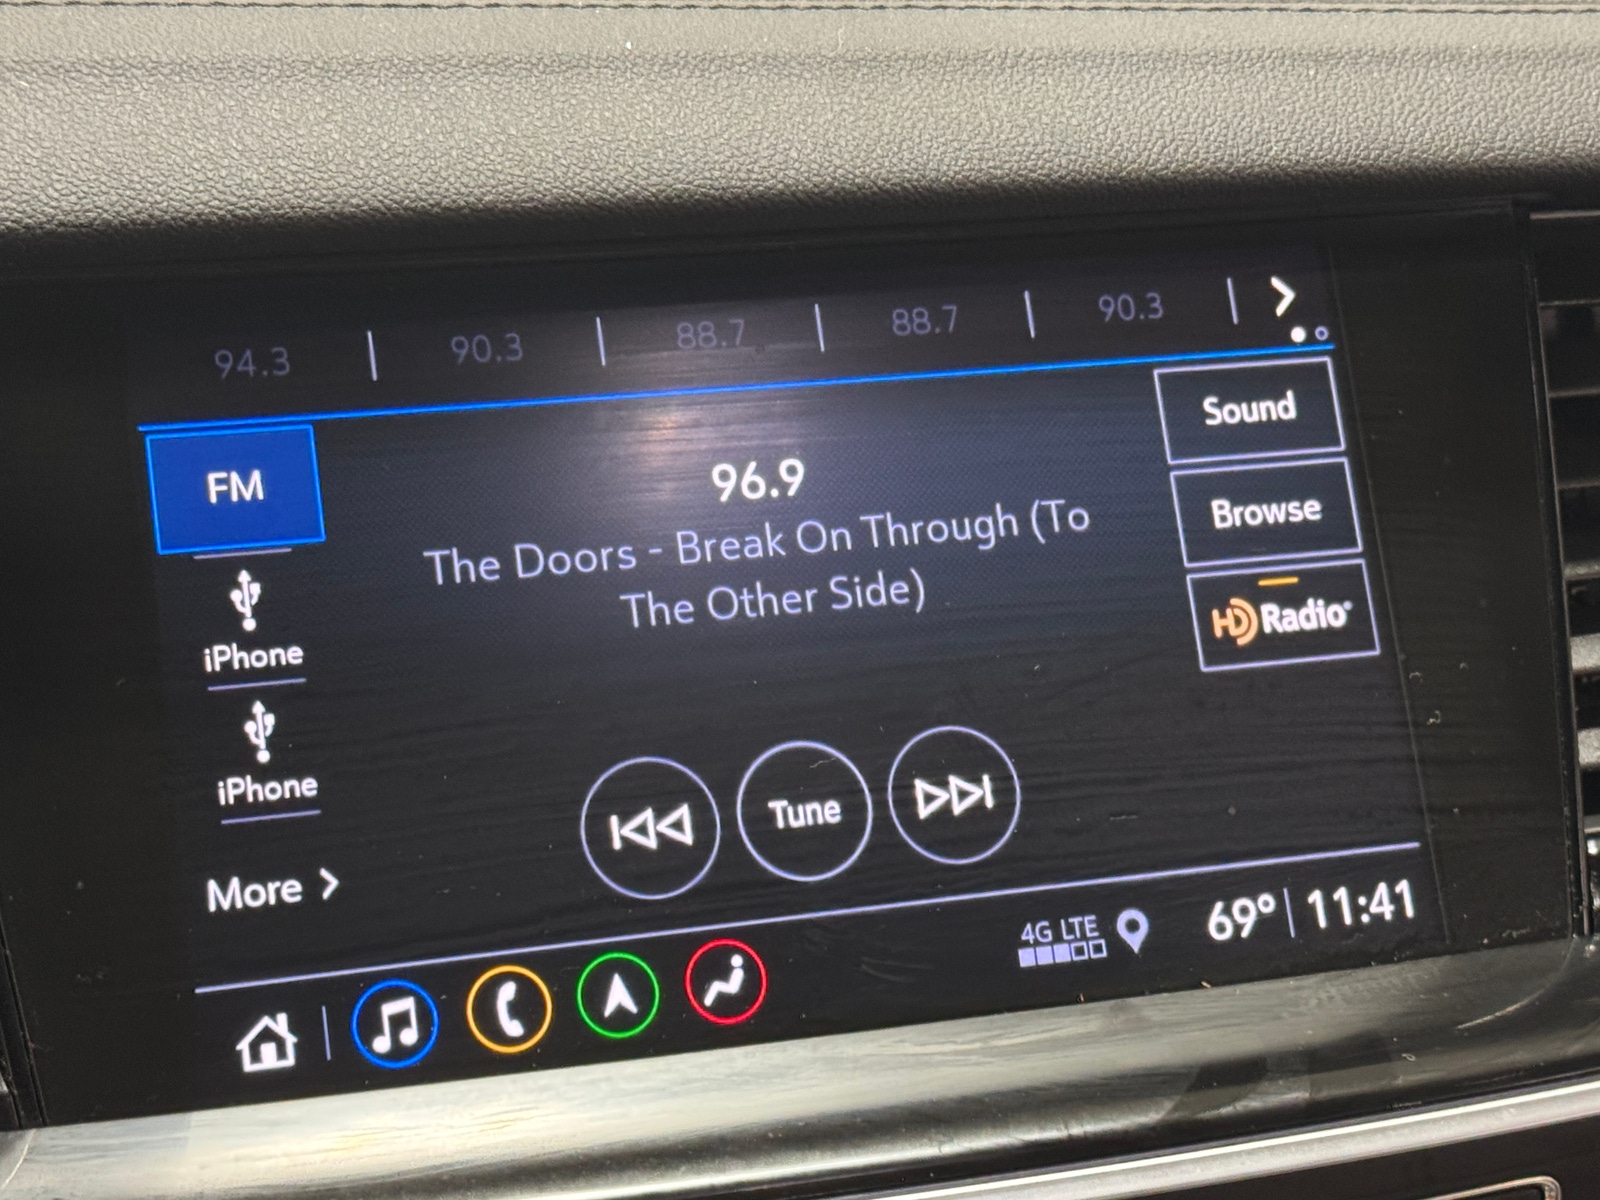 94.3 | 90.3 | 88.7 | 88.7 | 90.3 |
FM
96.9
The Doors - Break On Through (To
The Other Side)
Sound
Browse
HD Radio®
iPhone
iPhone
More
Tune
4G LTE
69° | 11:41